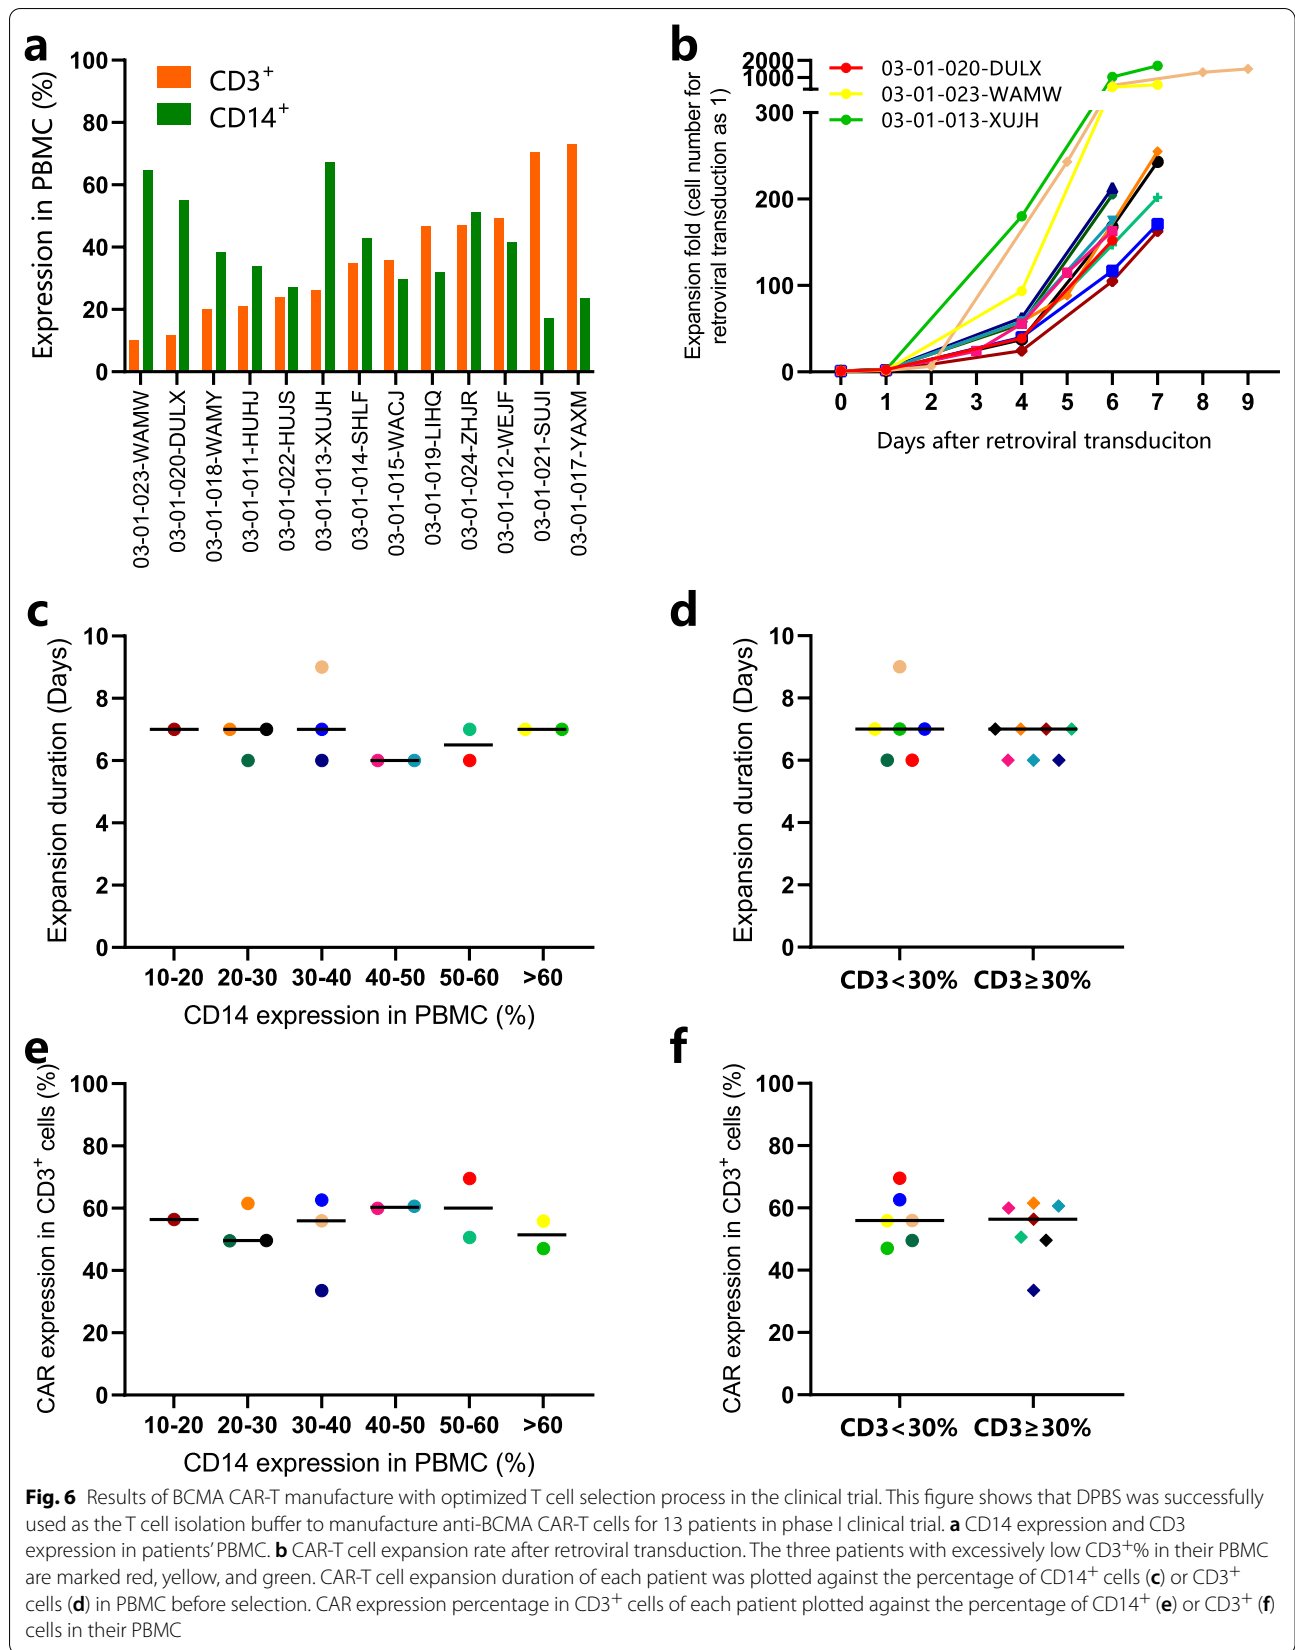 a
Expression in PBMC (%)
100
80
60
40
20
0
CD3+
CD14+
03-01-023-WAMW
03-01-020-DULX
03-01-018-WAMY
03-01-011-HUHJ
03-01-022-HUJS
03-01-013-XUJH
03-01-014-SHLF
03-01-015-WACJ
03-01-019-LIHQ
03-01-024-ZHJR
03-01-012-WEJF
03-01-021-SUJI
03-01-017-YAXM
b
Expansion fold (cell number for
retroviral transduction as 1)
2000
1000
300
200
100
0
03-01-020-DULX
03-01-023-WAMW
03-01-013-XUJH
0 1 2 3 4 5 6 7 8 9
Days after retroviral transduciton
c
Expansion duration (Days)
10
8
6
4
2
0
10-20 20-30 30-40 40-50 50-60 >60
CD14 expression in PBMC (%)
d
Expansion duration (Days)
10
8
6
4
2
0
CD3<30% CD3≥30%
e
CAR expression in CD3+ cells (%)
100
80
60
40
20
0
10-20 20-30 30-40 40-50 50-60 >60
CD14 expression in PBMC (%)
f
CAR expression in CD3+ cells (%)
100
80
60
40
20
0
CD3<30% CD3≥30%
Fig. 6 Results of BCMA CAR-T manufacture with optimized T cell selection process in the clinical trial. This figure shows that DPBS was successfully
used as the T cell isolation buffer to manufacture anti-BCMA CAR-T cells for 13 patients in phase I clinical trial. a CD14 expression and CD3
expression in patients' PBMC. b CAR-T cell expansion rate after retroviral transduction. The three patients with excessively low CD3+% in their PBMC
are marked red, yellow, and green. CAR-T cell expansion duration of each patient was plotted against the percentage of CD14+ cells (c) or CD3+
cells (d) in PBMC before selection. CAR expression percentage in CD3+ cells of each patient plotted against the percentage of CD14+ (e) or CD3+ (f)
cells in their PBMC